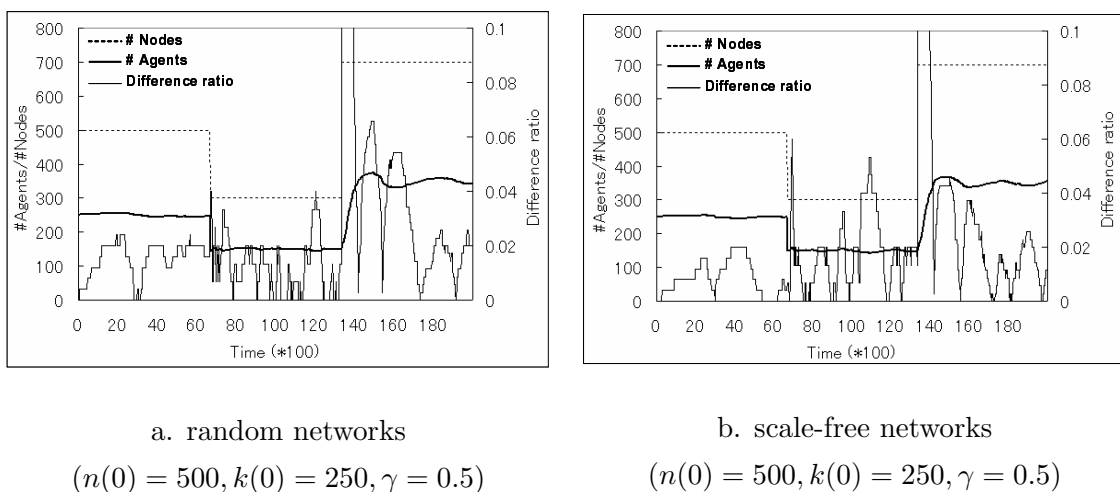 800
700
600
500
400
300
200
100
0
#Agents/#Nodes
# Nodes
# Agents
Difference ratio
0.1
0.08
0.06
0.04
0.02
0
Difference ratio
0 20 40 60 80 100 120 140 160 180
Time (*100)
a. random networks
(n(0) = 500, k(0) = 250, γ = 0.5)
800
700
600
500
400
300
200
100
0
#Agents/#Nodes
# Nodes
# Agents
Difference ratio
0.1
0.08
0.06
0.04
0.02
0
Difference ratio
0 20 40 60 80 100 120 140 160 180
Time (*100)
b. scale-free networks
(n(0) = 500, k(0) = 250, γ = 0.5)